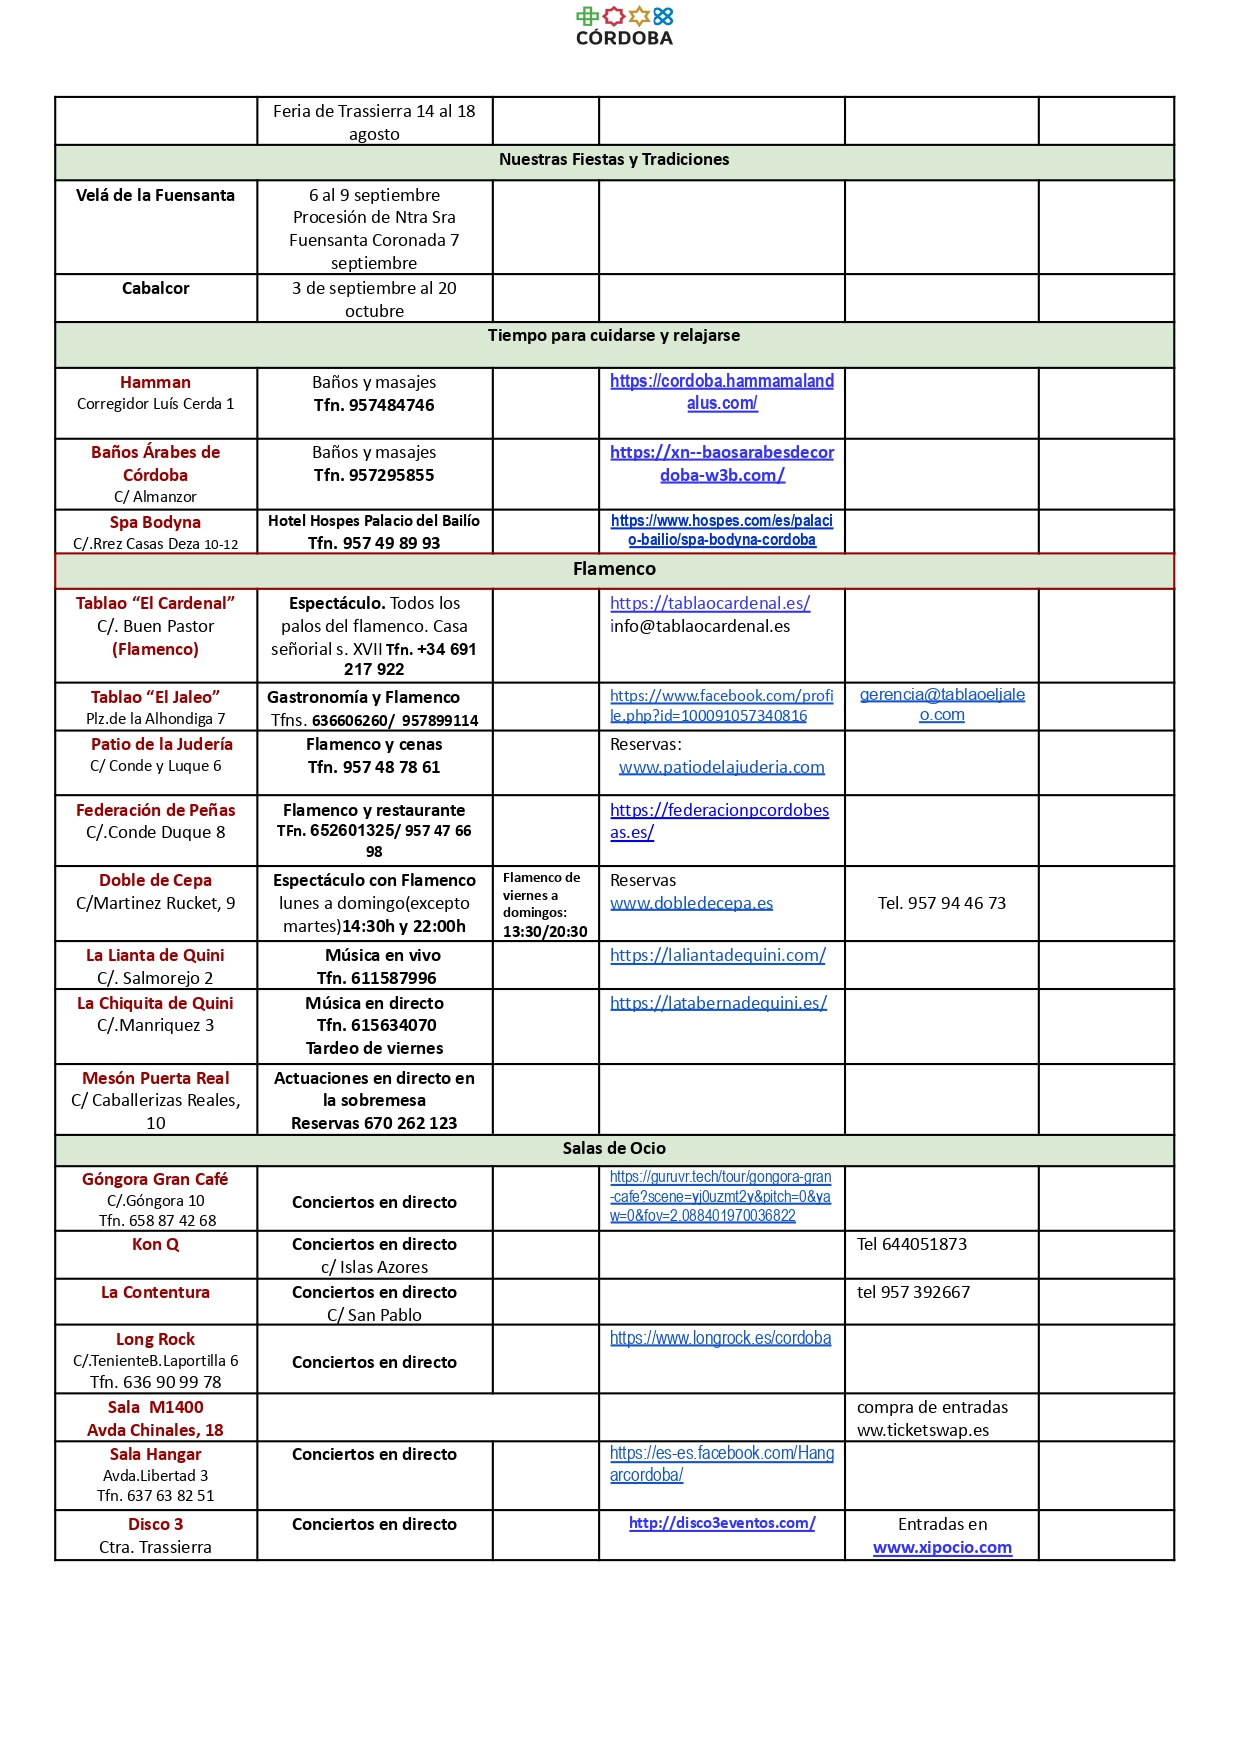 CÓRDOBA
Feria de Trassierra 14 al 18
agosto
Nuestras Fiestas y Tradiciones
Velá de la Fuensanta
6 al 9 septiembre
Procesión de Ntra Sra
Fuensanta Coronada 7
septiembre
Cabalcor
3 de septiembre al 20
octubre
Tiempo para cuidarse y relajarse
Hamman
Corregidor Luís Cerda 1
Baños y masajes
Tfn. 957484746
https://cordoba.hammamaland
alus.com/
Baños Árabes de
Córdoba
C/ Almanzor
Baños y masajes
Tfn. 957295855
https://xn--baosarabesdecor
doba-w3b.com/
Spa Bodyna
C/.Rrez Casas Deza 10-12
Hotel Hospes Palacio del Bailío
Tfn. 957 49 89 93
https://www.hospes.com/es/palaci
o-bailio/spa-bodyna-cordoba
Flamenco
Tablao “El Cardenal”
C/. Buen Pastor
(Flamenco)
Espectáculo. Todos los
palos del flamenco. Casa
señorial s. XVII Tfn. +34 691
217 922
https://tablaocardenal.es/
info@tablaocardenal.es
Tablao “El Jaleo”
Plz.de la Alhondiga 7
Gastronomía y Flamenco
Tfns. 636606260/ 957899114
https://www.facebook.com/profi
le.php?id=100091057340816
gerencia@tablaoeljale
o.com
Patio de la Judería
C/ Conde y Luque 6
Flamenco y cenas
Tfn. 957 48 78 61
Reservas:
www.patiodelajuderia.com
Federación de Peñas
C/.Conde Duque 8
Flamenco y restaurante
TFn. 652601325/ 957 47 66
98
https://federacionpcordobes
as.es/
Doble de Cepa
C/Martinez Rucket, 9
Espectáculo con Flamenco
lunes a domingo(excepto
martes)14:30h y 22:00h
Flamenco de
viernes a
domingos:
13:30/20:30
Reservas
www.dobledecepa.es
Tel. 957 94 46 73
La Lianta de Quini
C/. Salmorejo 2
Música en vivo
Tfn. 611587996
https://laliantadequini.com/
La Chiquita de Quini
C/.Manriquez 3
Música en directo
Tfn. 615634070
Tardeo de viernes
https://latabernadequini.es/
Mesón Puerta Real
C/ Caballerizas Reales,
10
Actuaciones en directo en
la sobremesa
Reservas 670 262 123
Salas de Ocio
Góngora Gran Café
C/.Góngora 10
Tfn. 658 87 42 68
Conciertos en directo
https://guruvr.tech/tour/gongora-gran
-cafe?scene=yj0uzmt2y&pitch=0&ya
w=0&fov=2.088401970036822
Kon Q
Conciertos en directo
c/ Islas Azores
Tel 644051873
La Contentura
Conciertos en directo
C/ San Pablo
tel 957 392667
Long Rock
C/.TenienteB.Laportilla 6
Tfn. 636 90 99 78
Conciertos en directo
https://www.longrock.es/cordoba
Sala M1400
Avda Chinales, 18
compra de entradas
ww.ticketswap.es
Sala Hangar
Avda.Libertad 3
Tfn. 637 63 82 51
Conciertos en directo
https://es-es.facebook.com/Hang
arcordoba/
Disco 3
Ctra. Trassierra
Conciertos en directo
http://disco3eventos.com/
Entradas en
www.xipocio.com